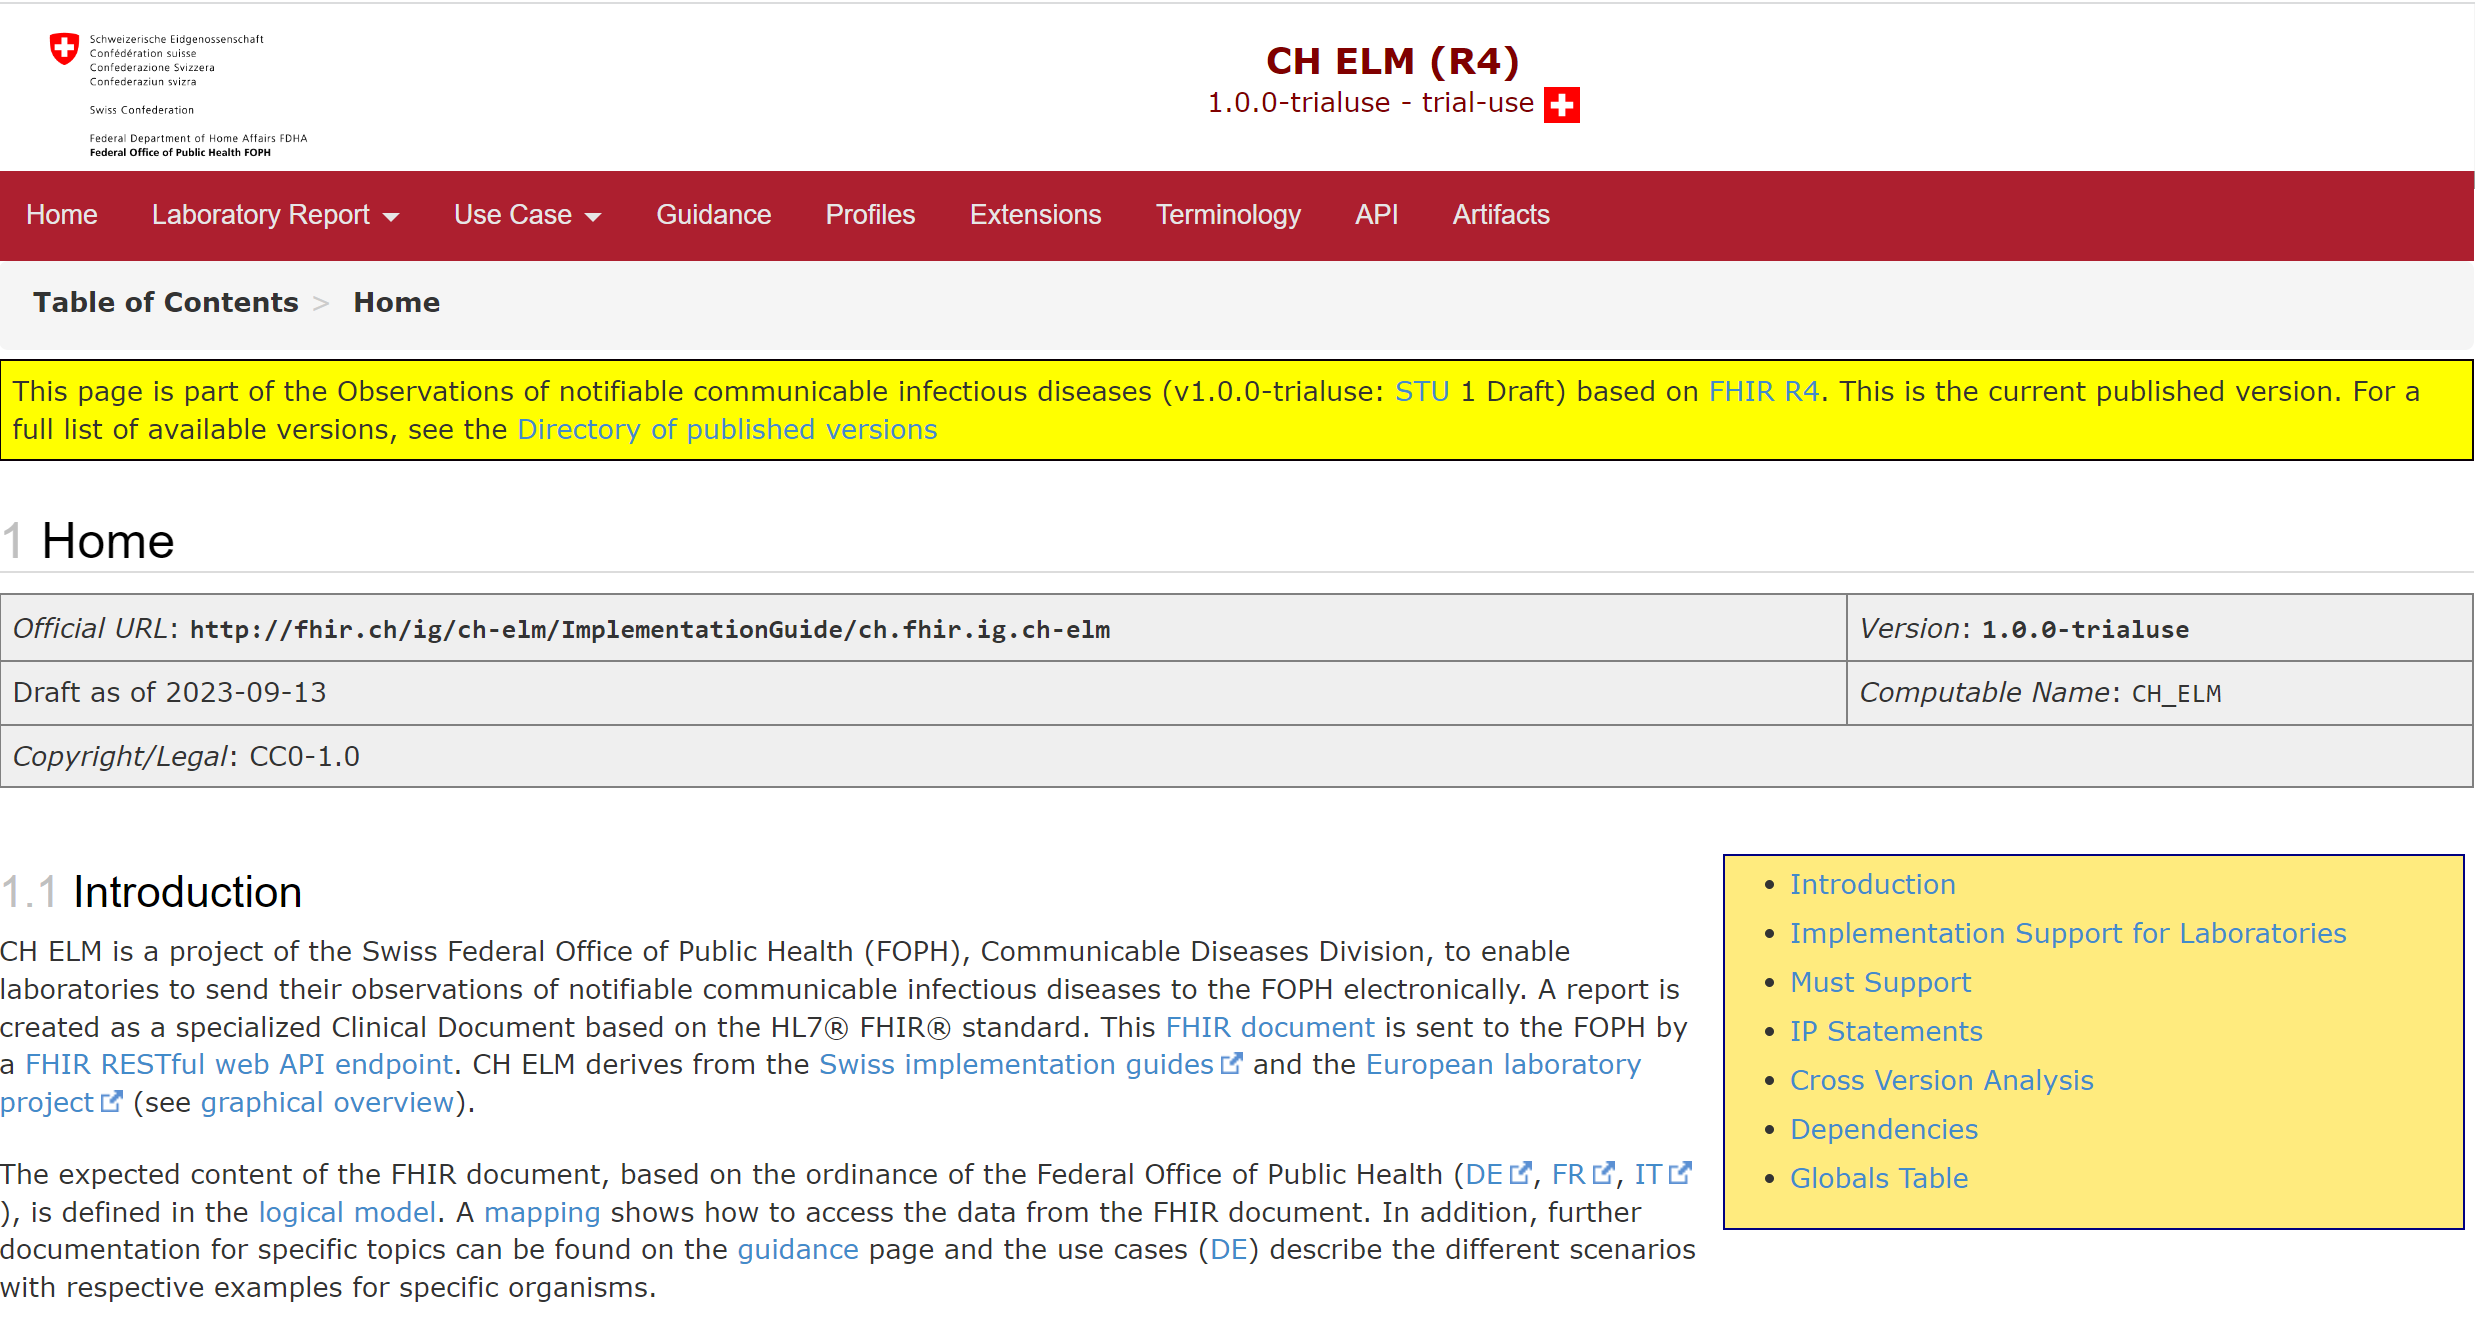 Schweizerische Eidgenossenschaft
Confédération suisse
Confederazione Svizzera
Confederaziun svizra
Swiss Confederation
Federal Department of Home Affairs FDHA
Federal Office of Public Health FOPH
CH ELM (R4)
1.0.0-trialuse - trial-use
Home Laboratory Report Use Case Guidance Profiles Extensions Terminology API Artifacts
Table of Contents > Home
This page is part of the Observations of notifiable communicable infectious diseases (v1.0.0-trialuse: STU 1 Draft) based on FHIR R4. This is the current published version. For a
full list of available versions, see the Directory of published versions
1 Home
Official URL: http://fhir.ch/ig/ch-elm/ImplementationGuide/ch.fhir.ig.ch-elm Version: 1.0.0-trialuse
Draft as of 2023-09-13 Computable Name: CH_ELM
Copyright/Legal: CC0-1.0
1.1 Introduction
CH ELM is a project of the Swiss Federal Office of Public Health (FOPH), Communicable Diseases Division, to enable
laboratories to send their observations of notifiable communicable infectious diseases to the FOPH electronically. A report is
created as a specialized Clinical Document based on the HL7® FHIR® standard. This FHIR document is sent to the FOPH by
a FHIR RESTful web API endpoint. CH ELM derives from the Swiss implementation guides and the European laboratory
project (see graphical overview).
The expected content of the FHIR document, based on the ordinance of the Federal Office of Public Health (DE, FR, IT
), is defined in the logical model. A mapping shows how to access the data from the FHIR document. In addition, further
documentation for specific topics can be found on the guidance page and the use cases (DE) describe the different scenarios
with respective examples for specific organisms.
• Introduction
• Implementation Support for Laboratories
• Must Support
• IP Statements
• Cross Version Analysis
• Dependencies
• Globals Table